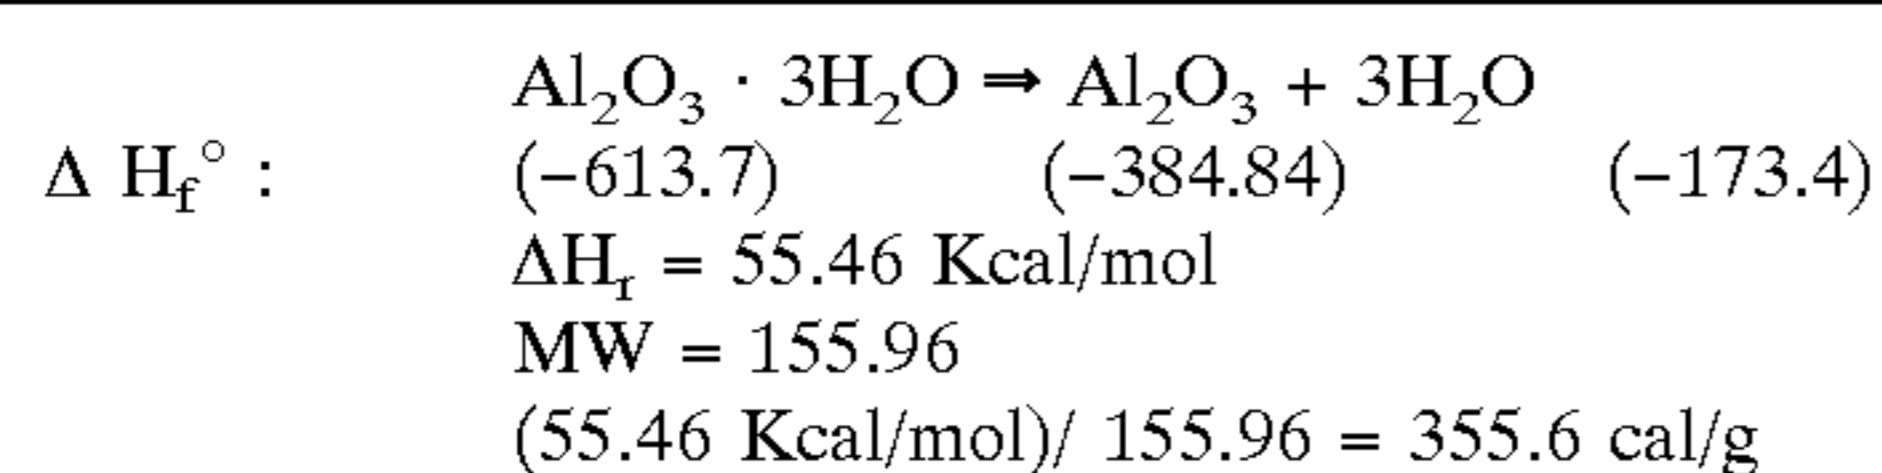 Al₂O₃ · 3H₂O ⇒ Al₂O₃ + 3H₂O
Δ H_f° : (−613.7) (−384.84) (−173.4)
ΔHᵣ = 55.46 Kcal/mol
MW = 155.96
(55.46 Kcal/mol)/ 155.96 = 355.6 cal/g